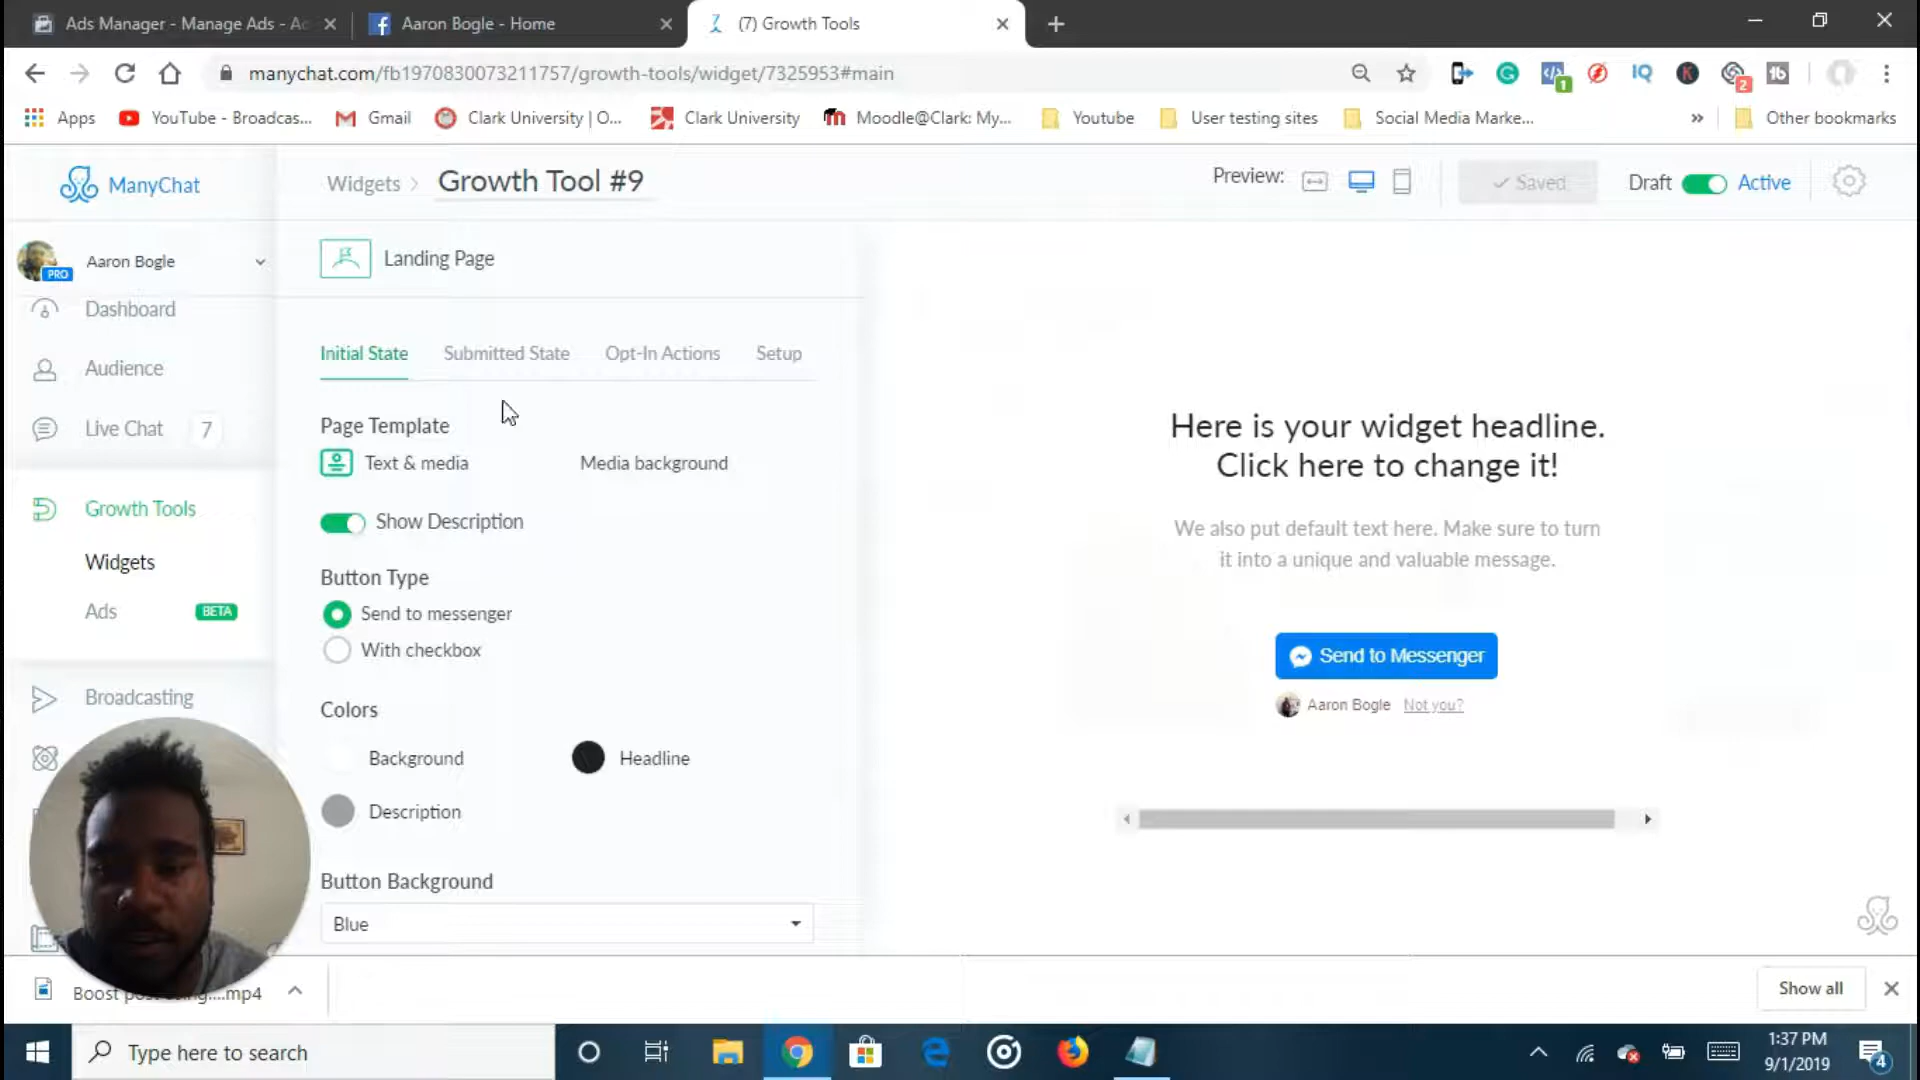 Ads Manager - Manage Ads - Ac
Aaron Bogle - Home
(7) Growth Tools
manychat.com/fb1970830073211757/growth-tools/widget/7325953#main
Apps
YouTube - Broadcas...
Gmail
Clark University | O...
Clark University
Moodle@Clark: My...
Youtube
User testing sites
Social Media Marke...
Other bookmarks
ManyChat
Widgets
Growth Tool #9
Preview:
Saved
Draft
Active
Aaron Bogle
PRO
Landing Page
Dashboard
Audience
Live Chat 7
Growth Tools
Widgets
Ads BETA
Broadcasting
Initial State
Submitted State
Opt-In Actions
Setup
Page Template
Text & media
Media background
Show Description
Button Type
Send to messenger
With checkbox
Colors
Background
Headline
Description
Button Background
Blue
Here is your widget headline.
Click here to change it!
We also put default text here. Make sure to turn
it into a unique and valuable message.
Send to Messenger
Aaron Bogle Not you?
Show all
Type here to search
1:37 PM
9/1/2019
4